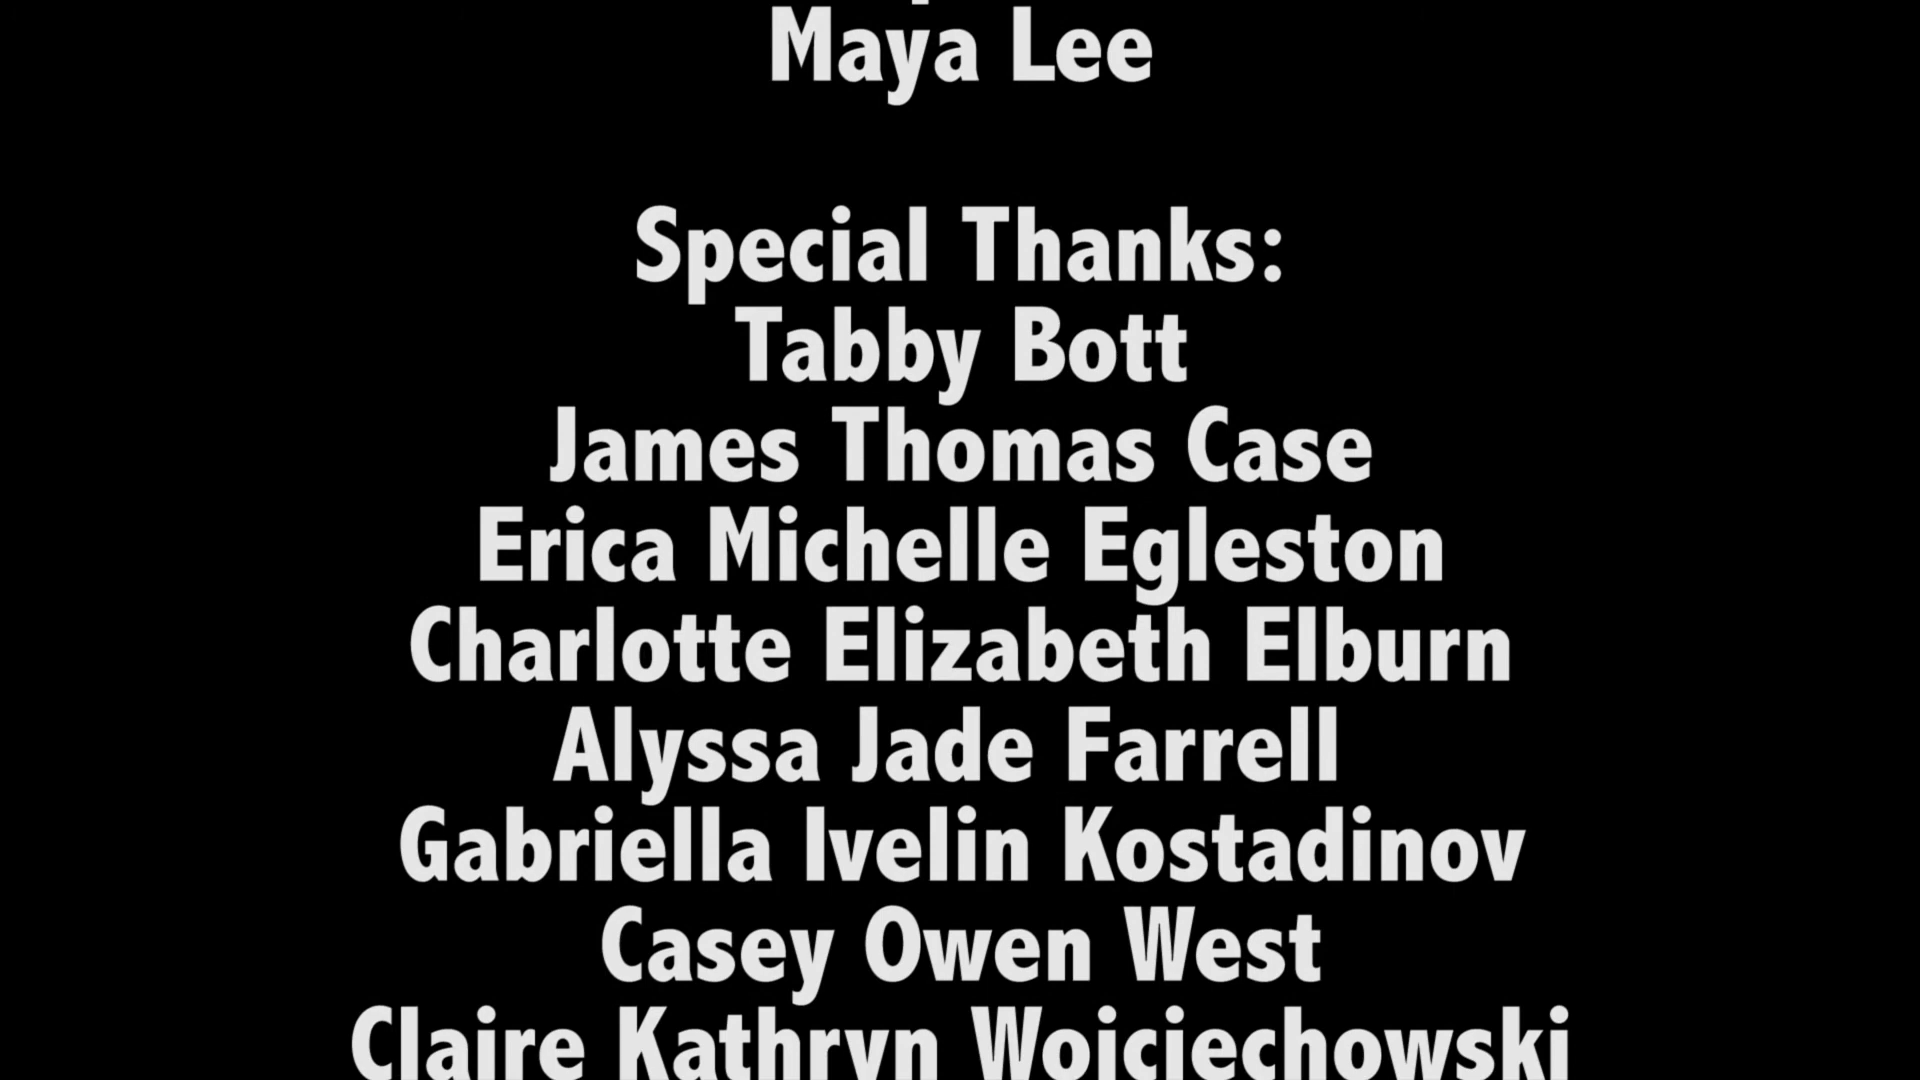 Maya Lee
Special Thanks:
Tabby Bott
James Thomas Case
Erica Michelle Egleston
Charlotte Elizabeth Elburn
Alyssa Jade Farrell
Gabriella Ivelin Kostadinov
Casey Owen West
Claire Kathryn Wojciechowski